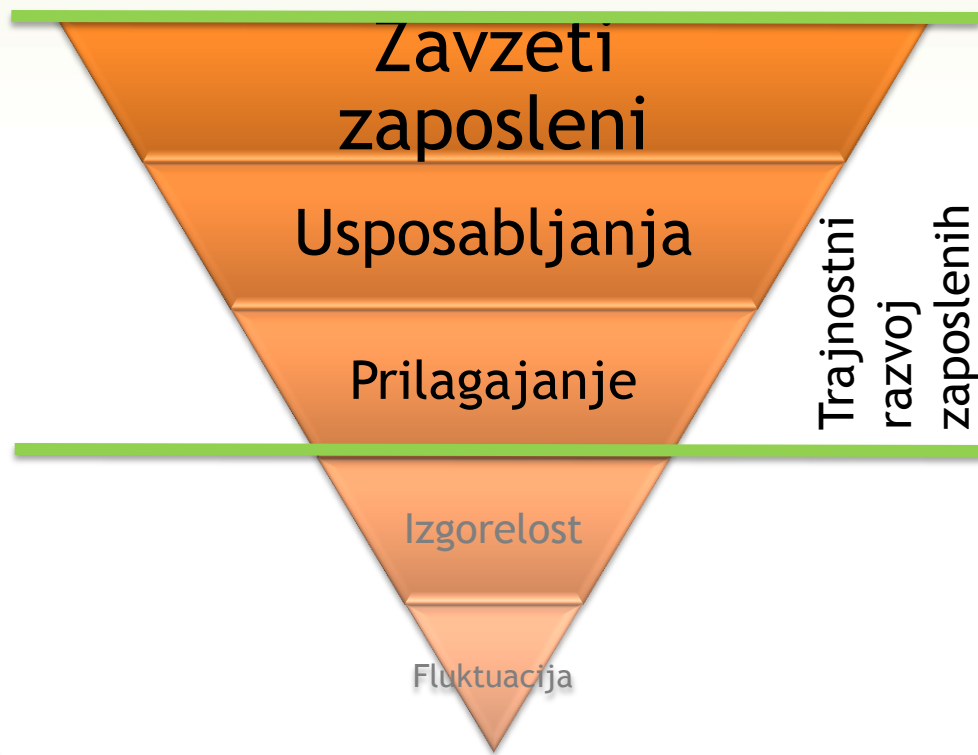 Zavzeti
zaposleni
Usposabljanja
Prilagajanje
Izgorelost
Fluktuacija
Trajnostni
razvoj
zaposlenih